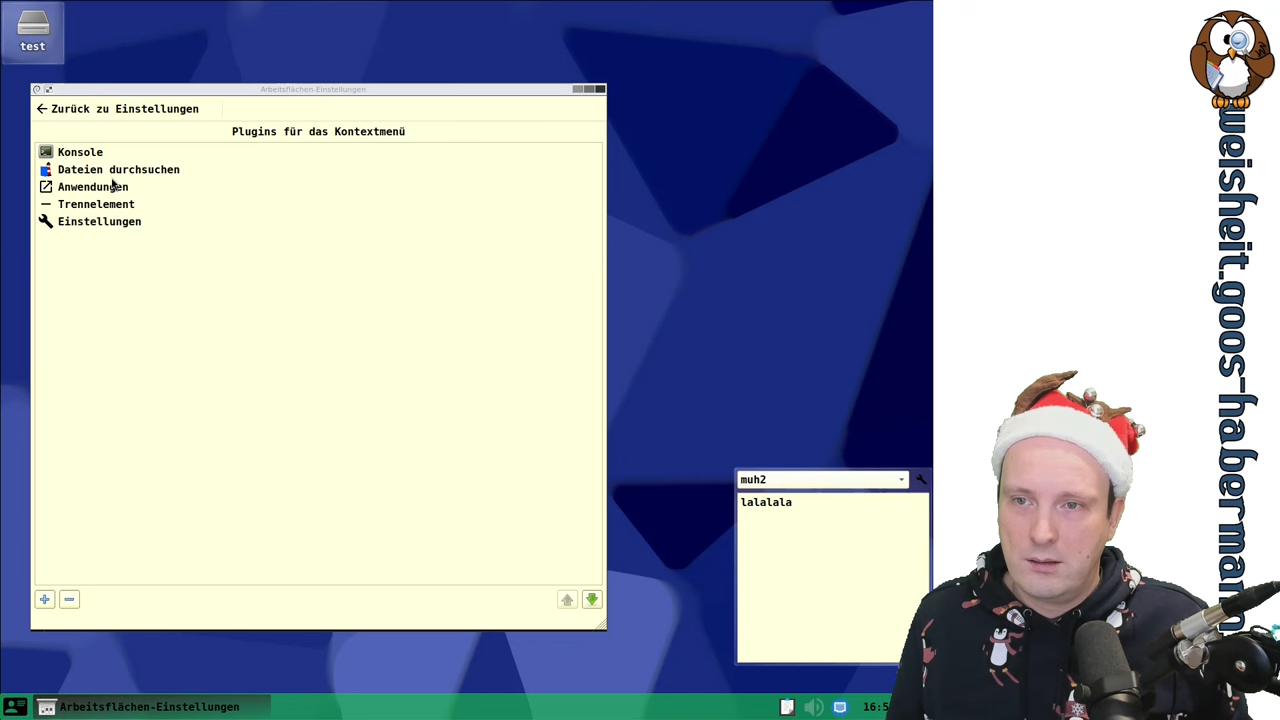 test
Arbeitsflächen-Einstellungen
Zurück zu Einstellungen
Plugins für das Kontextmenü
Konsole
Dateien durchsuchen
Anwendungen
Trennelement
Einstellungen
muh2
lalalala
Arbeitsflächen-Einstellungen
weisheit.goos-habermann